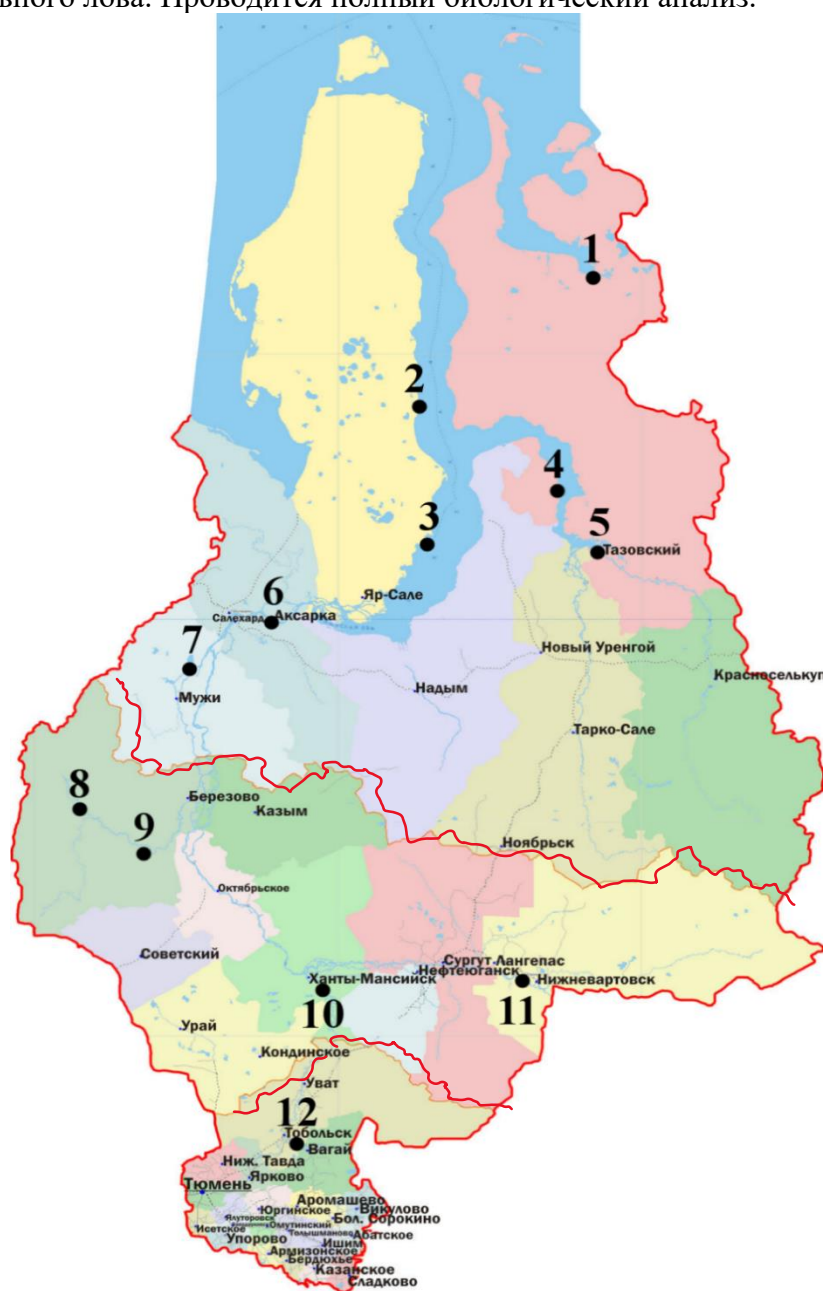 вного лова. Проводится полный биологический анализ.
1
2
4
3
5
Тазовский
Яр-Сале
6
Салехард Аксарка
7
Новый Уренгой
Красноселькуп
Надым
Мужи
Тарко-Сале
8
Березово
Казым
9
Ноябрьск
Октябрьское
Советский
Сургут Лангепас
Ханты-Мансийск
Нефтеюганск
Нижневартовск
10
11
Урай
Кондинское
Уват
12
Тобольск
Вагай
Ниж. Тавда
Ярково
Тюмень
Аромашево
Викулово
Юргинское
Бол. Сорокино
Ялуторовск
Омутинский
Исетское
Голышманово
Абатское
Упорово
Ишим
Армизонское
Бердюжье
Казанское
Сладково